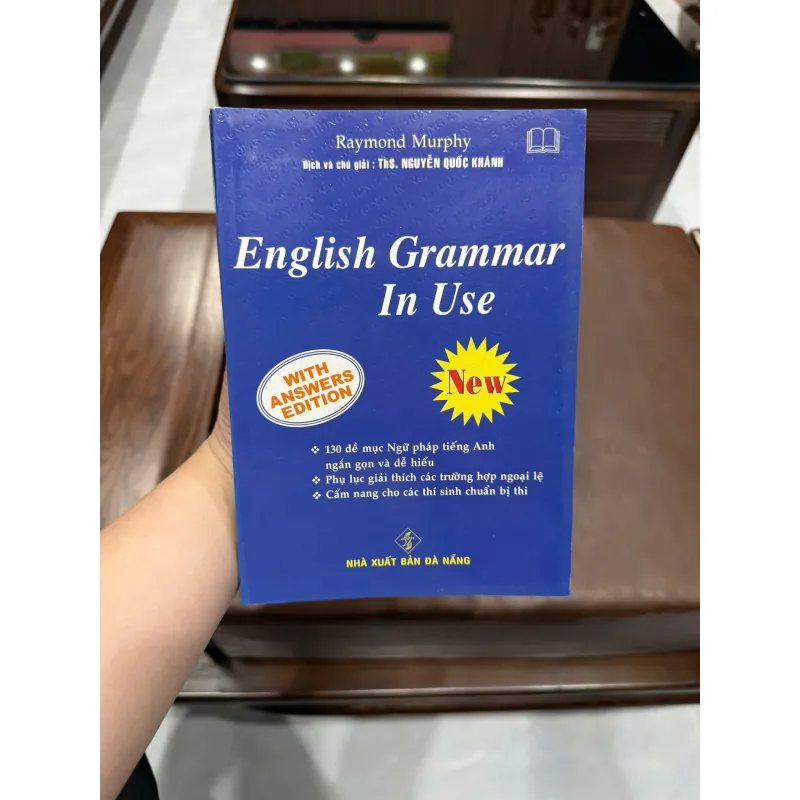 Raymond Murphy
Dịch và chú giải : ThS. NGUYỄN QUỐC KHÁNH
English Grammar
In Use
WITH
ANSWERS
EDITION
New
❖ 130 đề mục Ngữ pháp tiếng Anh
ngắn gọn và dễ hiểu
❖ Phụ lục giải thích các trường hợp ngoại lệ
❖ Cẩm nang cho các thí sinh chuẩn bị thi
NHÀ XUẤT BẢN ĐÀ NẴNG